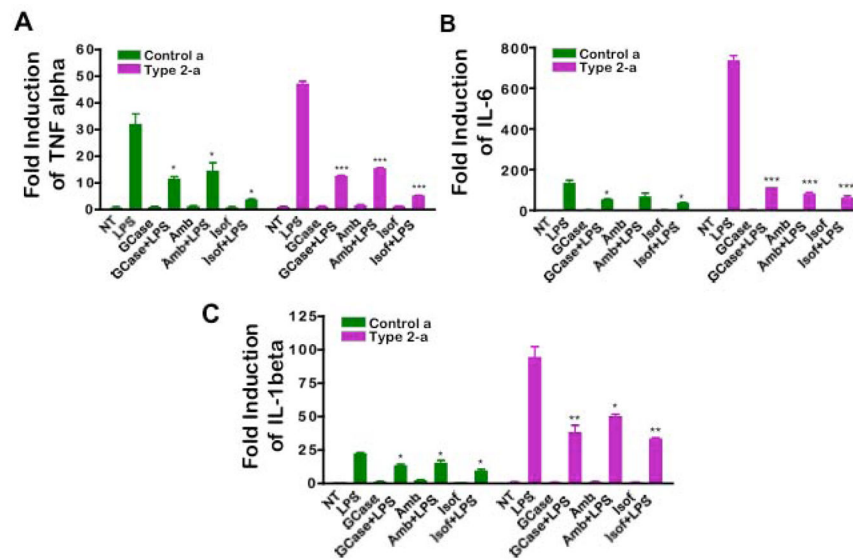 A
Fold Induction
of TNF alpha
60
50
40
30
20
10
0
Control a
Type 2-a
* * * *** *** ***
NT LPS GCase GCase+LPS Amb Amb+LPS Isof Isof+LPS NT LPS GCase GCase+LPS Amb Amb+LPS Isof Isof+LPS
B
Fold Induction
of IL-6
800
600
400
200
0
Control a
Type 2-a
* * *** *** ***
NT LPS GCase GCase+LPS Amb Amb+LPS Isof Isof+LPS NT LPS GCase GCase+LPS Amb Amb+LPS Isof Isof+LPS
C
Fold Induction
of IL-1beta
125
100
75
50
25
0
Control a
Type 2-a
* * * ** * **
NT LPS GCase GCase+LPS Amb Amb+LPS Isof Isof+LPS NT LPS GCase GCase+LPS Amb Amb+LPS Isof Isof+LPS